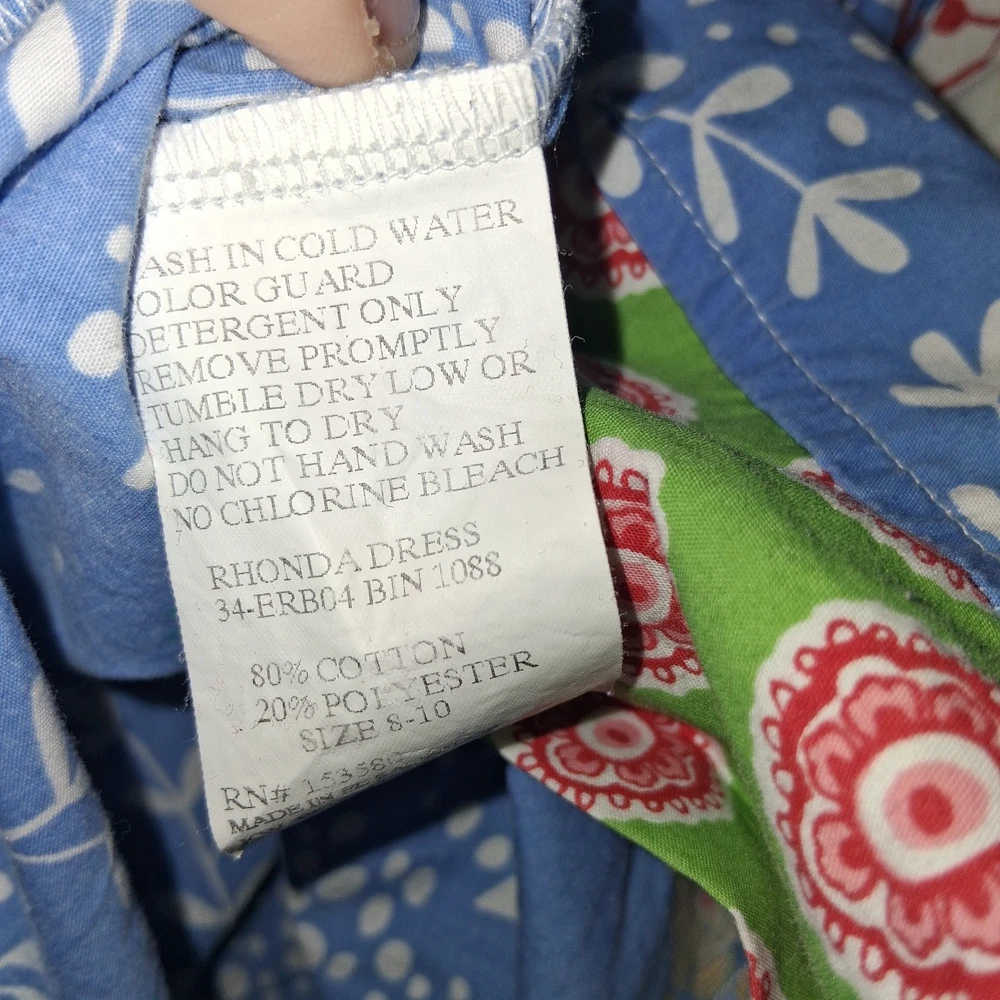 ASH IN COLD WATER
OLOR GUARD
DETERGENT ONLY
REMOVE PROMPTLY
TUMBLE DRY LOW OR
HANG TO DRY
DO NOT HAND WASH
NO CHLORINE BLEACH
RHONDA DRESS
34-ERB04 BIN 1088
80% COTTON
20% POLYESTER
SIZE 8-10
RN#
MADE IN